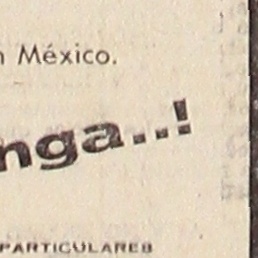 n México.
nga..!
PARTICULARES